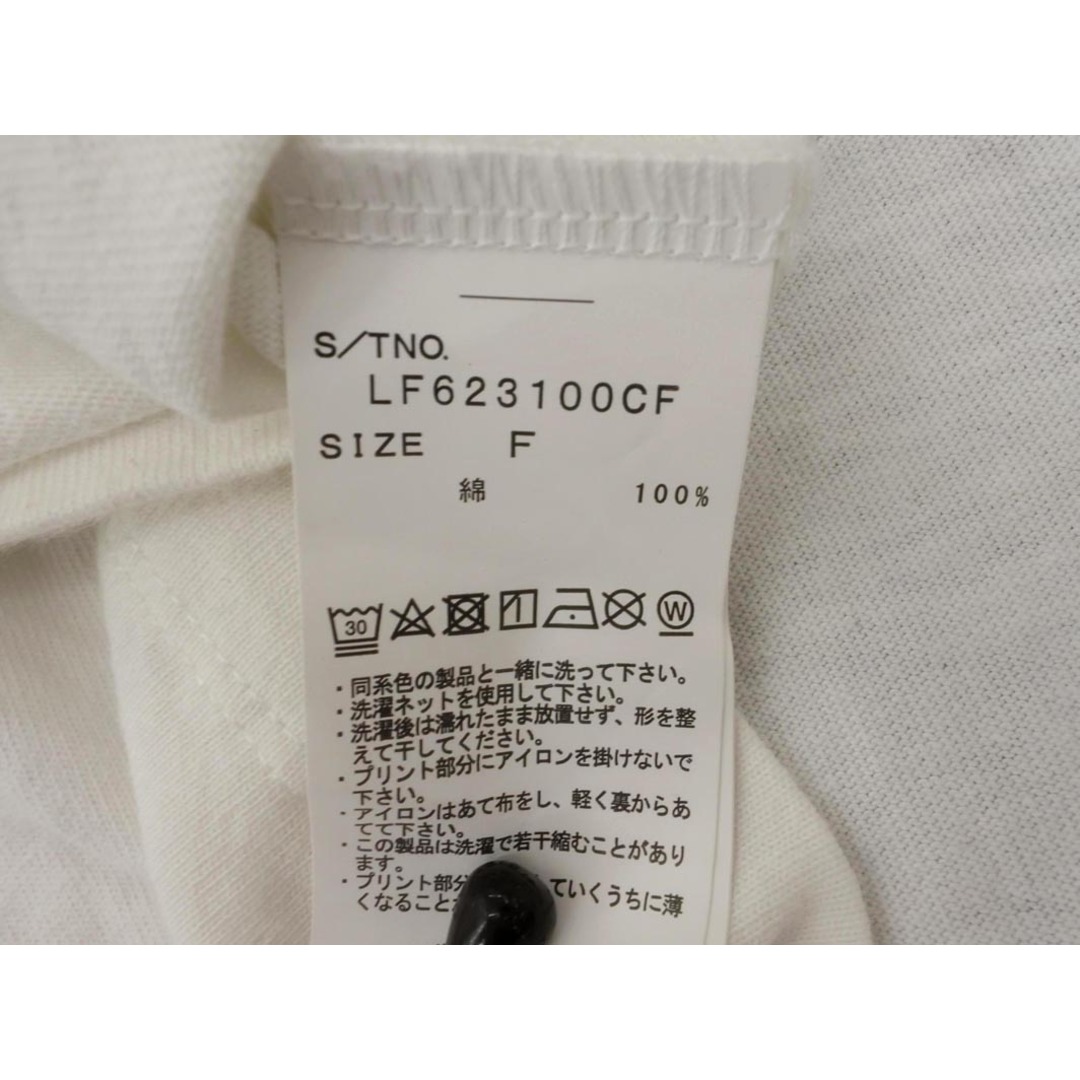 S/TNO.
LF623100CF
SIZE F
綿 100%
30 W
・同系色の製品と一緒に洗って下さい。
・洗濯ネットを使用して下さい。
・洗濯後は濡れたまま放置せず、形を整
えて干してください。
・プリント部分にアイロンを掛けないで
下さい。
・アイロンはあて布をし、軽く裏からあ
てて下さい。
・この製品は洗濯で若干縮むことがあり
ます。
・プリント部 ていくうちに薄
くなること